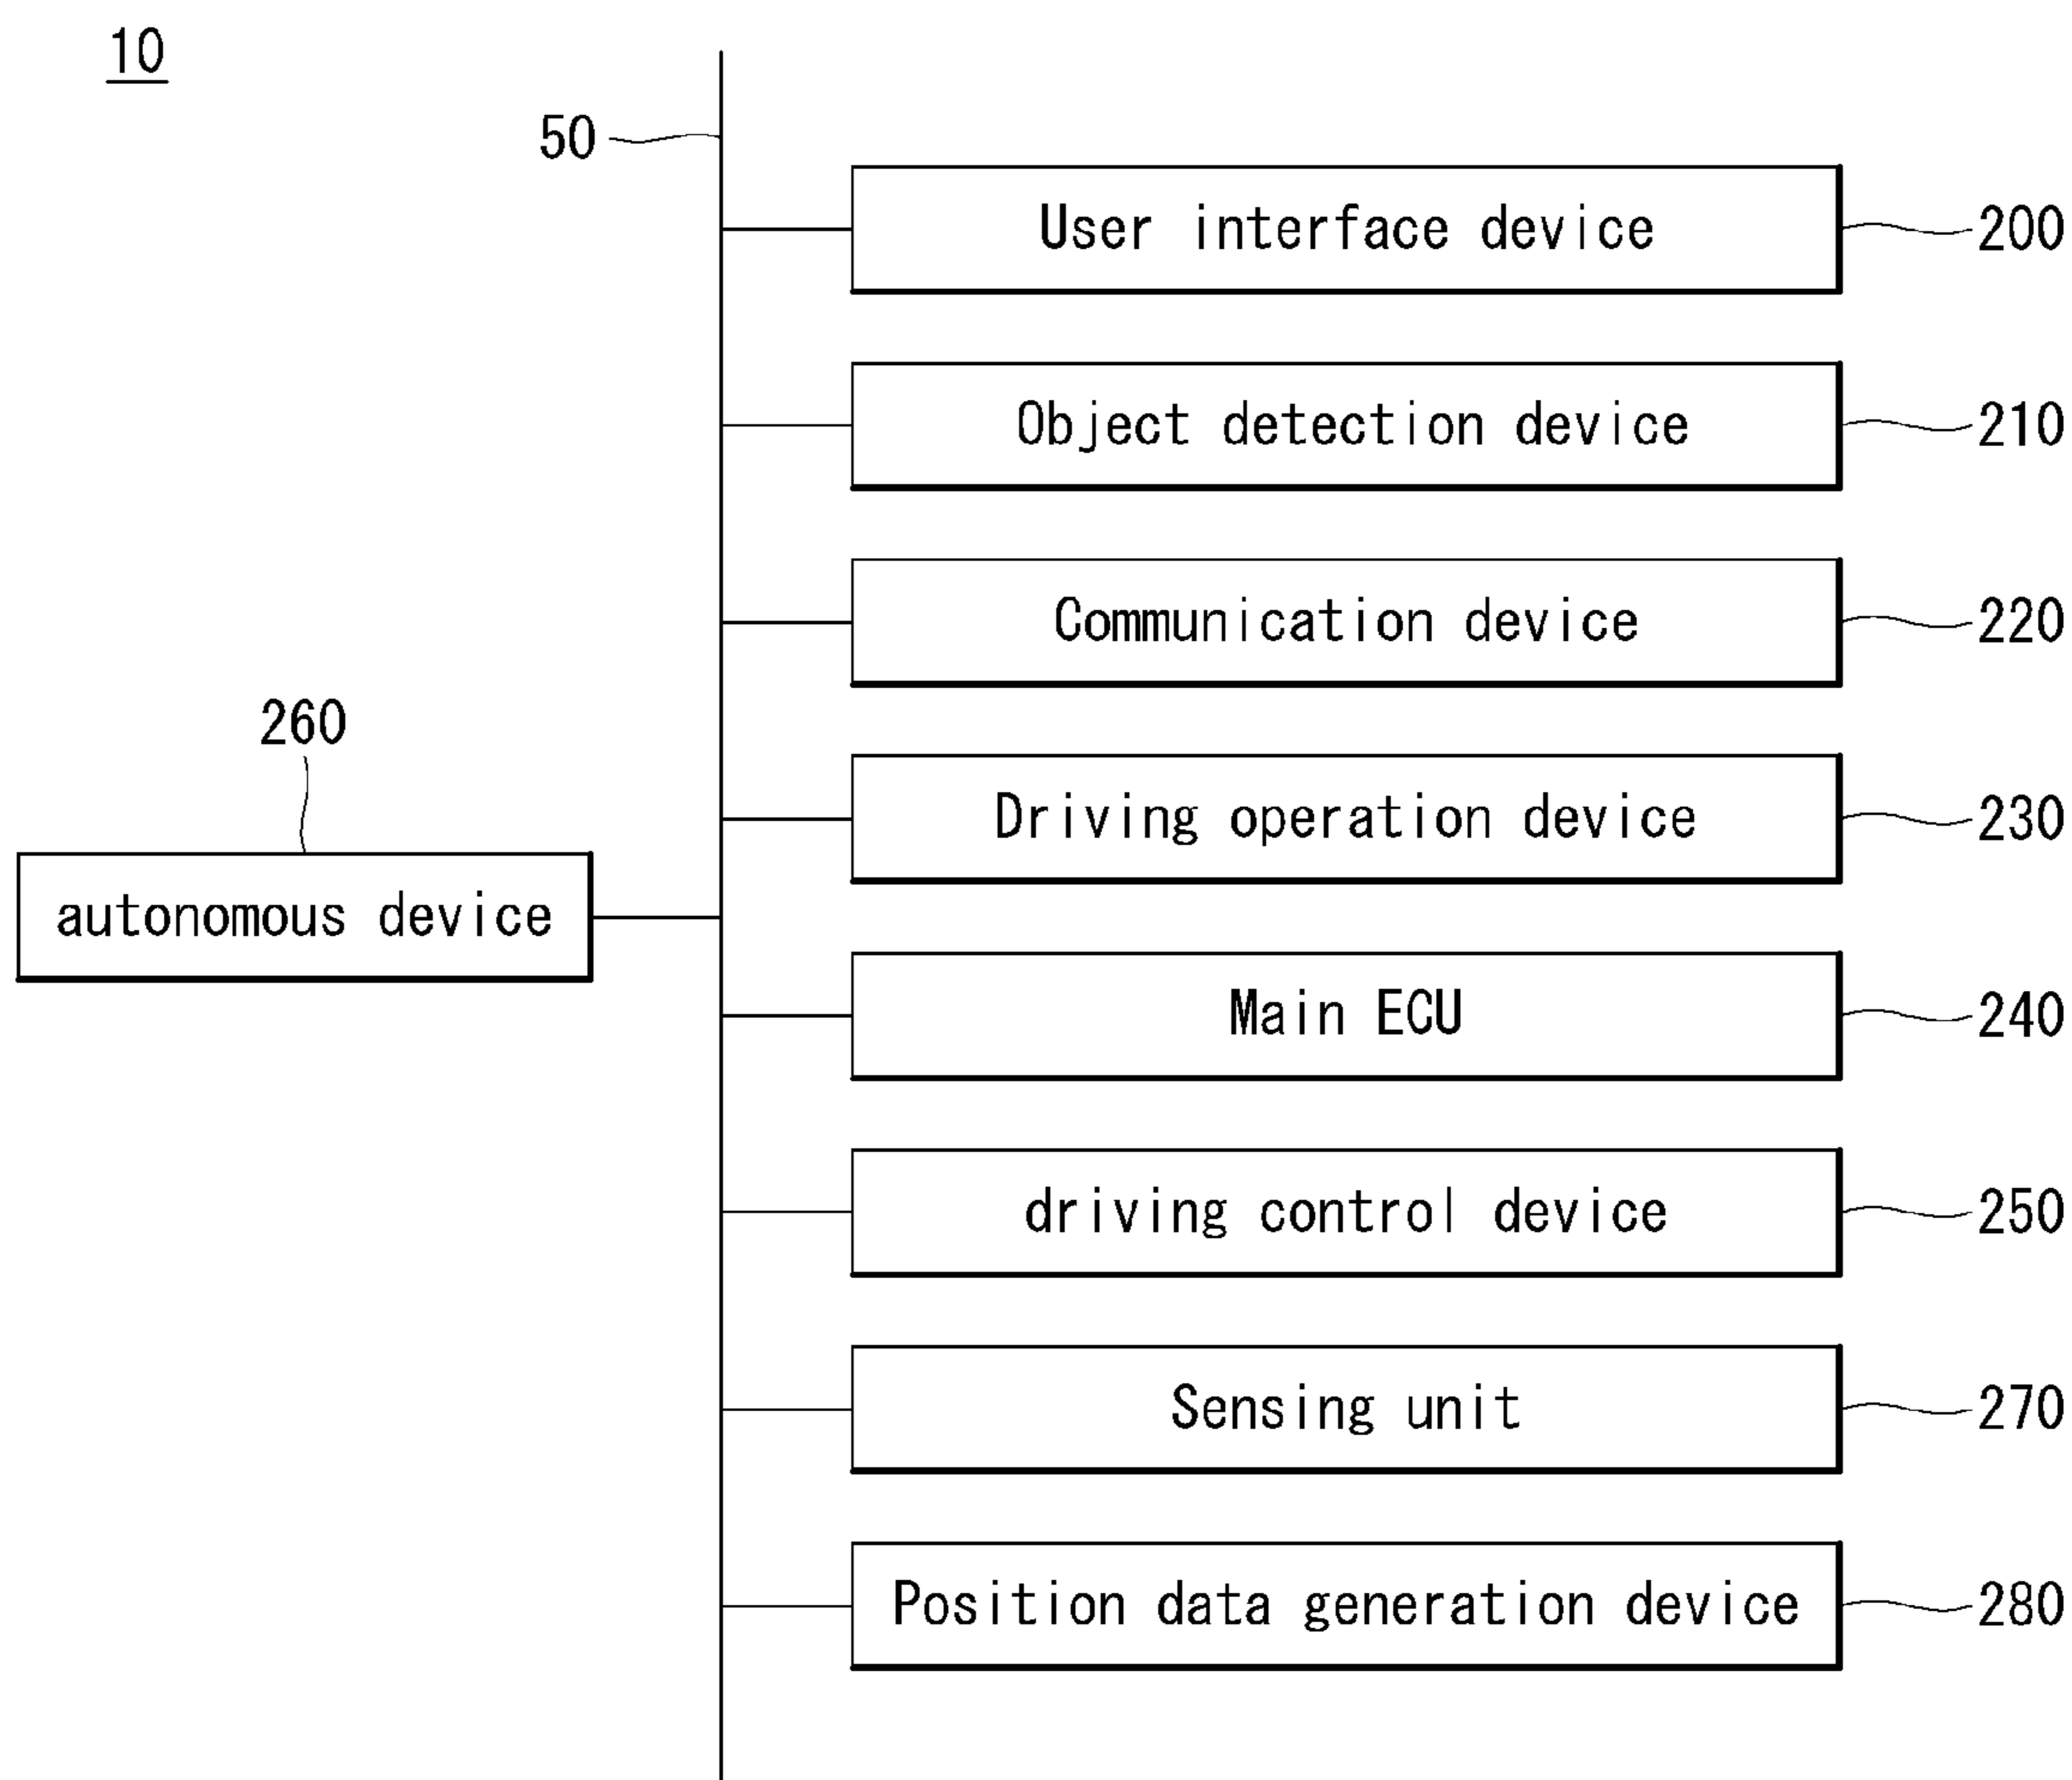 10
50
User interface device
200
Object detection device
210
Communication device
220
260
Driving operation device
230
autonomous device
Main ECU
240
driving control device
250
Sensing unit
270
Position data generation device
280